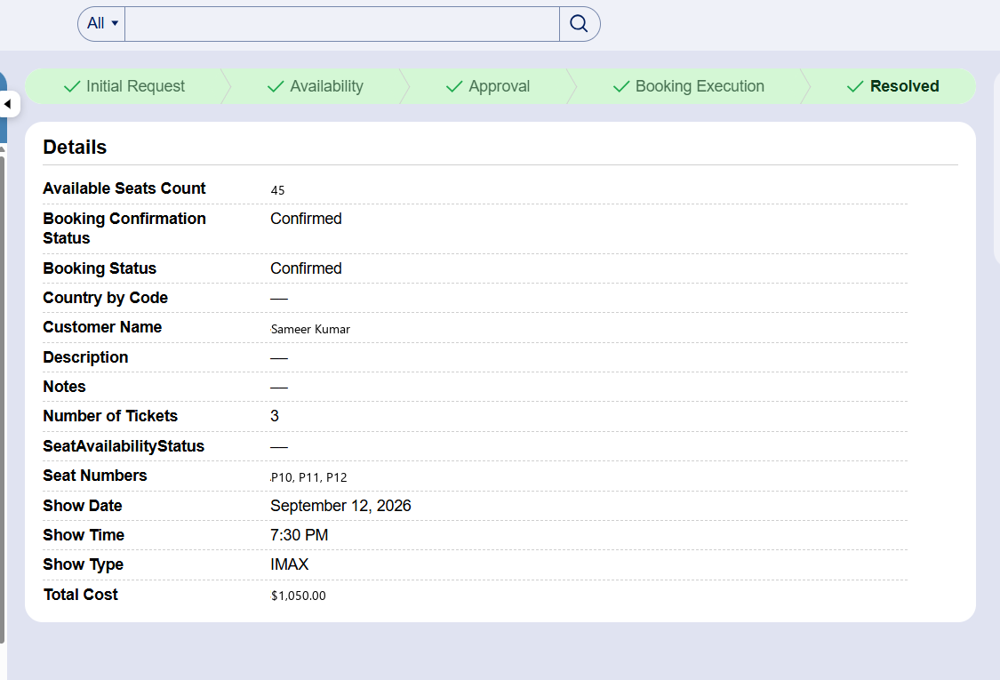 All
Initial Request
Availability
Approval
Booking Execution
Resolved
Details
Available Seats Count 45
Booking Confirmation Status Confirmed
Booking Status Confirmed
Country by Code —
Customer Name Sameer Kumar
Description —
Notes —
Number of Tickets 3
SeatAvailabilityStatus —
Seat Numbers P10, P11, P12
Show Date September 12, 2026
Show Time 7:30 PM
Show Type IMAX
Total Cost $1,050.00